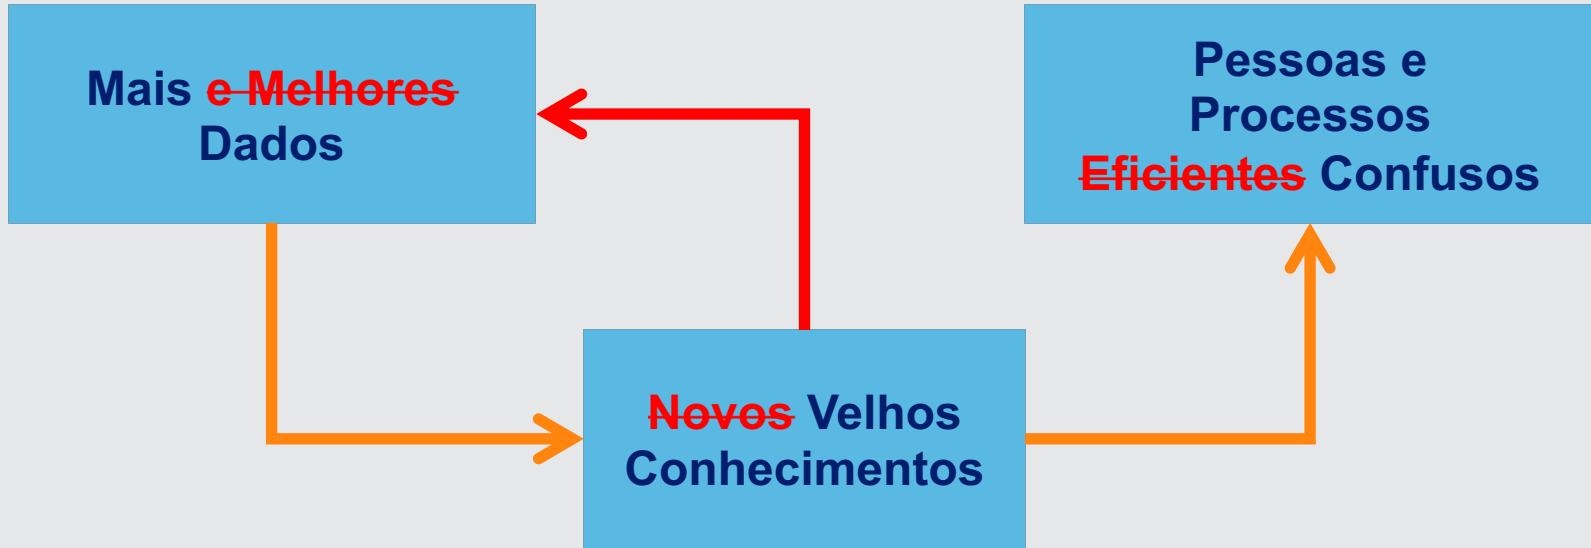 Mais e Melhores
Dados
Pessoas e
Processos
Eficientes Confusos
Novos Velhos
Conhecimentos